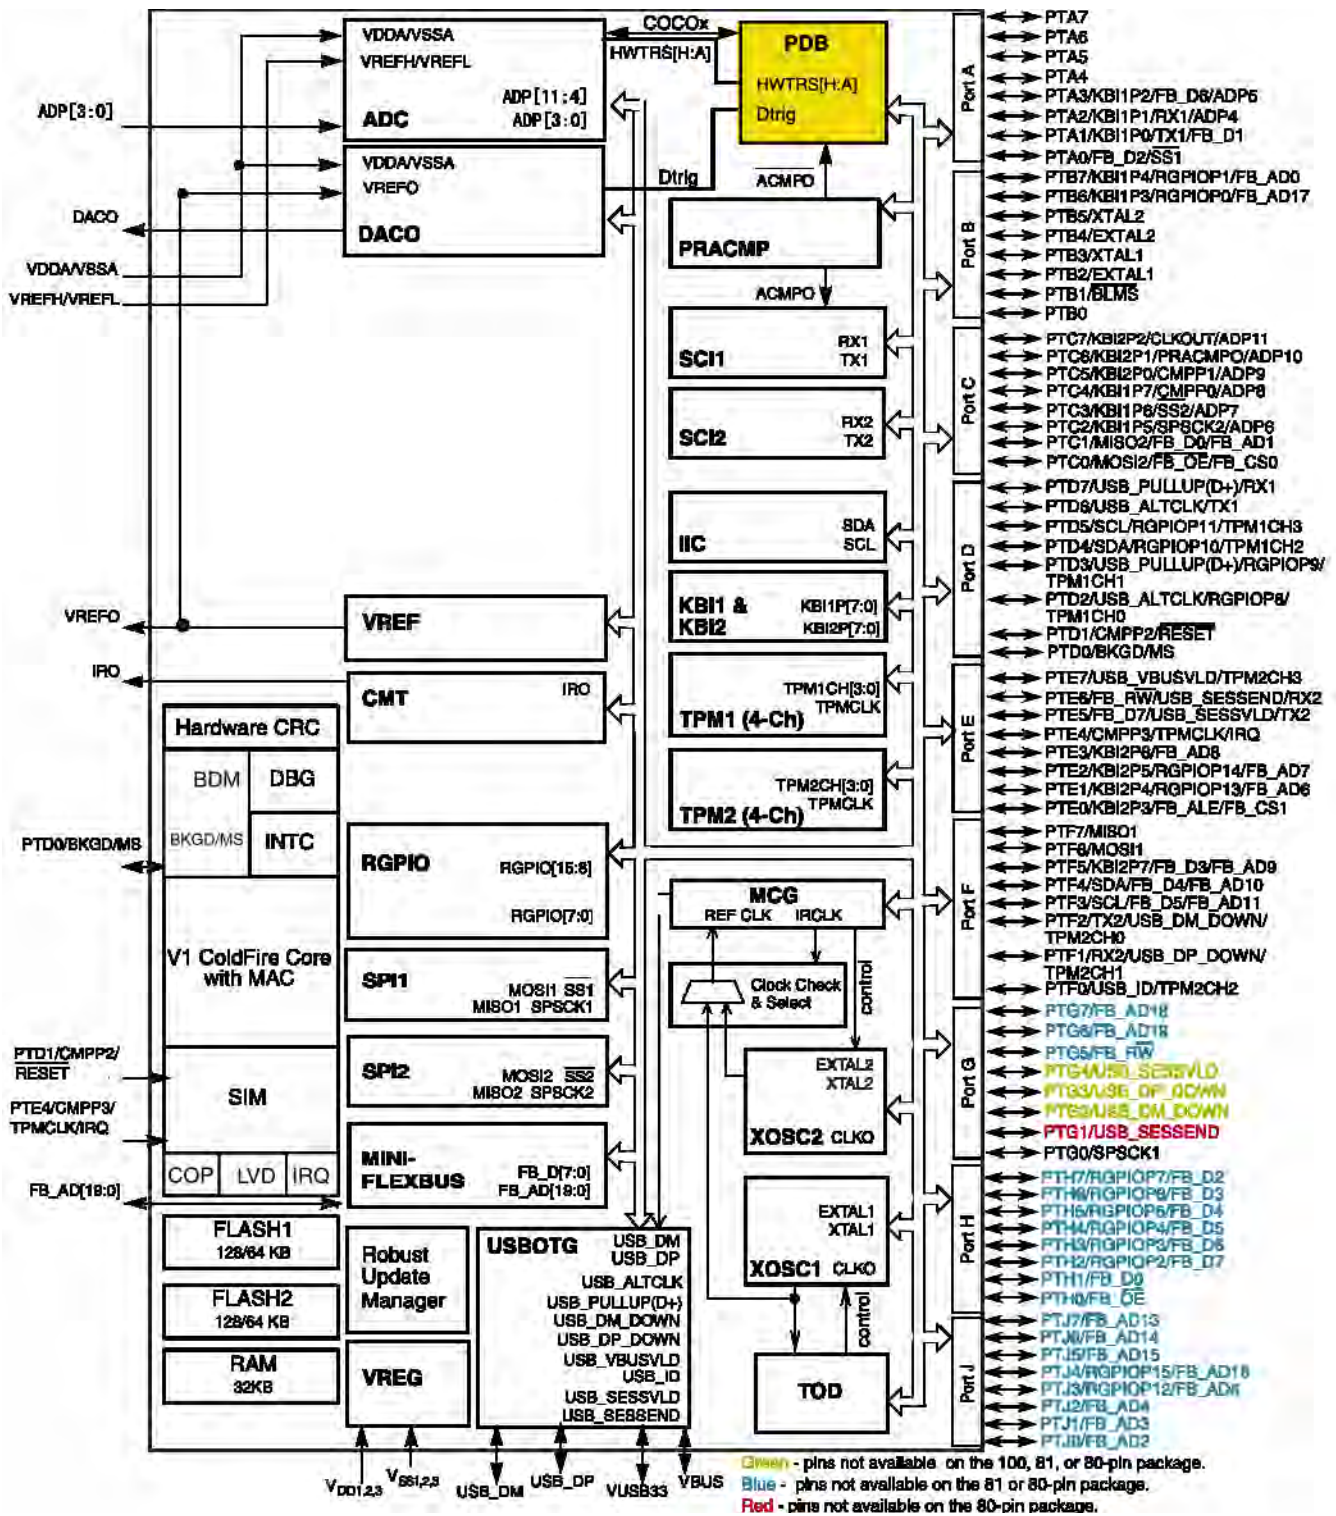 VDDA/VSSA
VREFH/VREFL
ADP[11:4]
ADP[3:0]
ADC
COCOx
HWTRS[H:A]
PDB
HWTRS[H:A]
Dtrig
ADP[3:0]
VDDA/VSSA
VREFO
DACO
Dtrig
ACMPO
PRACMP
ACMPO
DACO
VDDA/VSSA
VREFH/VREFL
SCI1
RX1
TX1
SCI2
RX2
TX2
IIC
SDA
SCL
KBI1 &
KBI2
KBI1P[7:0]
KBI2P[7:0]
VREFO
VREF
IRO
CMT
IRO
TPM1CH[3:0]
TPMCLK
TPM1 (4-Ch)
TPM2CH[3:0]
TPMCLK
TPM2 (4-Ch)
Hardware CRC
BDM
DBG
BKGD/MS
INTC
PTD0/BKGD/MS
V1 ColdFire Core
with MAC
RGPIO
RGPIO[15:8]
RGPIO[7:0]
MCG
REF CLK
IRCLK
Clock Check
& Select
control
SPI1
MOSI1 SS1
MISO1 SPSCK1
SPI2
MOSI2 SS2
MISO2 SPSCK2
EXTAL2
XTAL2
XOSC2 CLKO
PTD1/CMPP2/
RESET
SIM
PTE4/CMPP3/
TPMCLK/IRQ
COP
LVD
IRQ
FB_AD[19:0]
MINI-
FLEXBUS
FB_D[7:0]
FB_AD[19:0]
EXTAL1
XTAL1
XOSC1 CLKO
control
TOD
FLASH1
128/64 KB
FLASH2
128/64 KB
RAM
32KB
Robust
Update
Manager
VREG
USBOTG
USB_DM
USB_DP
USB_ALTCLK
USB_PULLUP(D+)
USB_DM_DOWN
USB_DP_DOWN
USB_VBUSVLD
USB_ID
USB_SESSVLD
USB_SESSEND
VDD1,2,3
VSS1,2,3
USB_DM
USB_DP
VUSB33
VBUS
Port A
PTA7
PTA6
PTA5
PTA4
PTA3/KBI1P2/FB_D6/ADP5
PTA2/KBI1P1/RX1/ADP4
PTA1/KBI1P0/TX1/FB_D1
PTA0/FB_D2/SS1
Port B
PTB7/KBI1P4/RGPIOP1/FB_AD0
PTB6/KBI1P3/RGPIOP0/FB_AD17
PTB5/XTAL2
PTB4/EXTAL2
PTB3/XTAL1
PTB2/EXTAL1
PTB1/BLMS
PTB0
Port C
PTC7/KBI2P2/CLKOUT/ADP11
PTC6/KBI2P1/PRACMPO/ADP10
PTC5/KBI2P0/CMPP1/ADP9
PTC4/KBI1P7/CMPP0/ADP8
PTC3/KBI1P6/SS2/ADP7
PTC2/KBI1P5/SPSCK2/ADP6
PTC1/MISO2/FB_D0/FB_AD1
PTC0/MOSI2/FB_OE/FB_CS0
Port D
PTD7/USB_PULLUP(D+)/RX1
PTD6/USB_ALTCLK/TX1
PTD5/SCL/RGPIOP11/TPM1CH3
PTD4/SDA/RGPIOP10/TPM1CH2
PTD3/USB_PULLUP(D+)/RGPIOP9/
TPM1CH1
PTD2/USB_ALTCLK/RGPIOP8/
TPM1CH0
PTD1/CMPP2/RESET
PTD0/BKGD/MS
Port E
PTE7/USB_VBUSVLD/TPM2CH3
PTE6/FB_RW/USB_SESSEND/RX2
PTE5/FB_D7/USB_SESSVLD/TX2
PTE4/CMPP3/TPMCLK/IRQ
PTE3/KBI2P6/FB_AD8
PTE2/KBI2P5/RGPIOP14/FB_AD7
PTE1/KBI2P4/RGPIOP13/FB_AD6
PTE0/KBI2P3/FB_ALE/FB_CS1
Port F
PTF7/MISO1
PTF6/MOSI1
PTF5/KBI2P7/FB_D3/FB_AD9
PTF4/SDA/FB_D4/FB_AD10
PTF3/SCL/FB_D5/FB_AD11
PTF2/TX2/USB_DM_DOWN/
TPM2CH0
PTF1/RX2/USB_DP_DOWN/
TPM2CH1
PTF0/USB_ID/TPM2CH2
Port G
PTG7/FB_AD18
PTG6/FB_AD19
PTG5/FB_RW
PTG4/USB_SESSVLD
PTG3/USB_DP_DOWN
PTG2/USB_DM_DOWN
PTG1/USB_SESSEND
PTG0/SPSCK1
Port H
PTH7/RGPIOP7/FB_D2
PTH6/RGPIOP6/FB_D3
PTH5/RGPIOP5/FB_D4
PTH4/RGPIOP4/FB_D5
PTH3/RGPIOP3/FB_D6
PTH2/RGPIOP2/FB_D7
PTH1/FB_D0
PTH0/FB_OE
Port J
PTJ7/FB_AD13
PTJ6/FB_AD14
PTJ5/FB_AD15
PTJ4/RGPIOP15/FB_AD16
PTJ3/RGPIOP12/FB_AD5
PTJ2/FB_AD4
PTJ1/FB_AD3
PTJ0/FB_AD2
Green - pins not available on the 100, 81, or 80-pin package.
Blue - pins not available on the 81 or 80-pin package.
Red - pins not available on the 80-pin package.